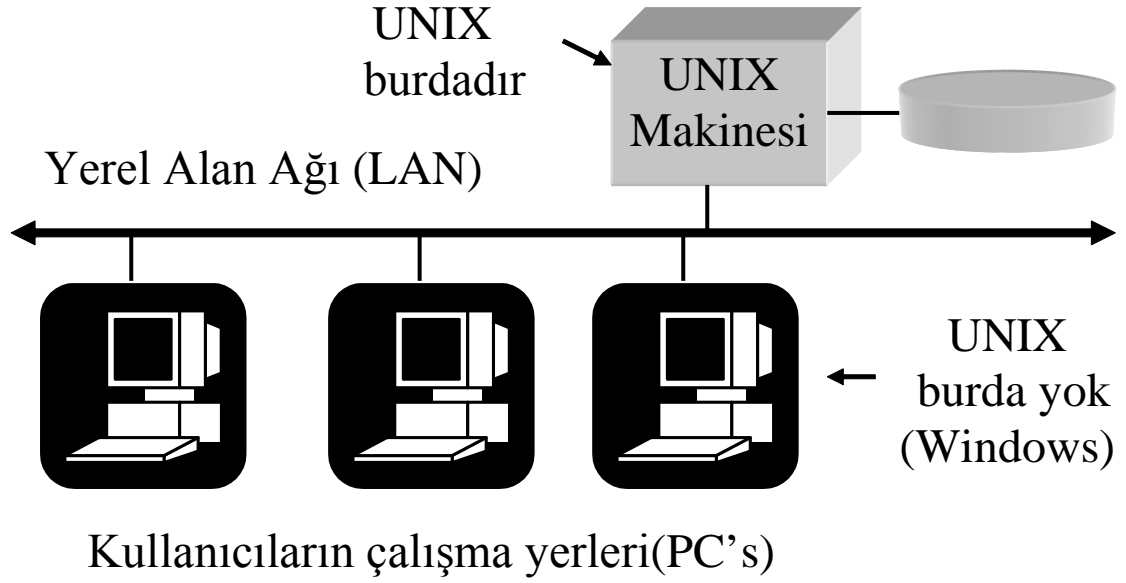 UNIX
burdadır
UNIX
Makinesi
Yerel Alan Ağı (LAN)
UNIX
burda yok
(Windows)
Kullanıcıların çalışma yerleri(PC’s)